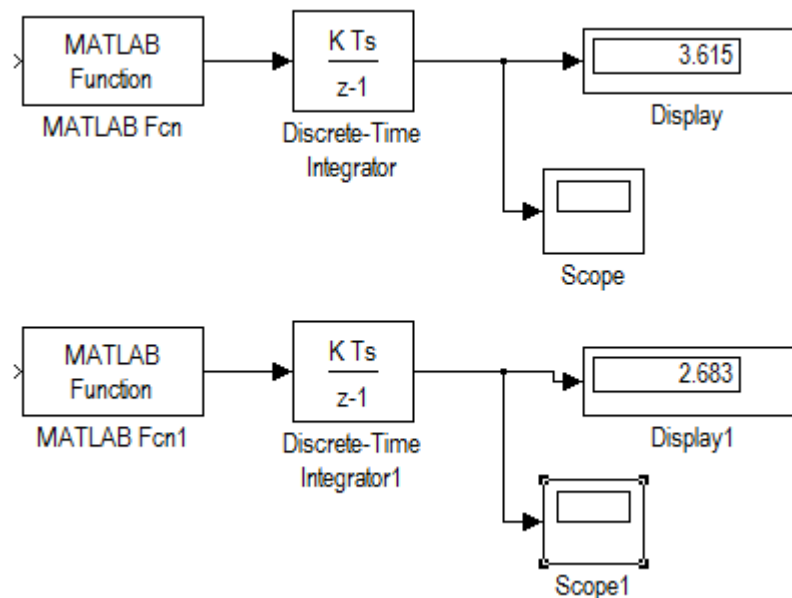 MATLAB
Function
MATLAB Fcn
K Ts
z-1
Discrete-Time
Integrator
3.615
Display
Scope
MATLAB
Function
MATLAB Fcn1
K Ts
z-1
Discrete-Time
Integrator1
2.683
Display1
Scope1